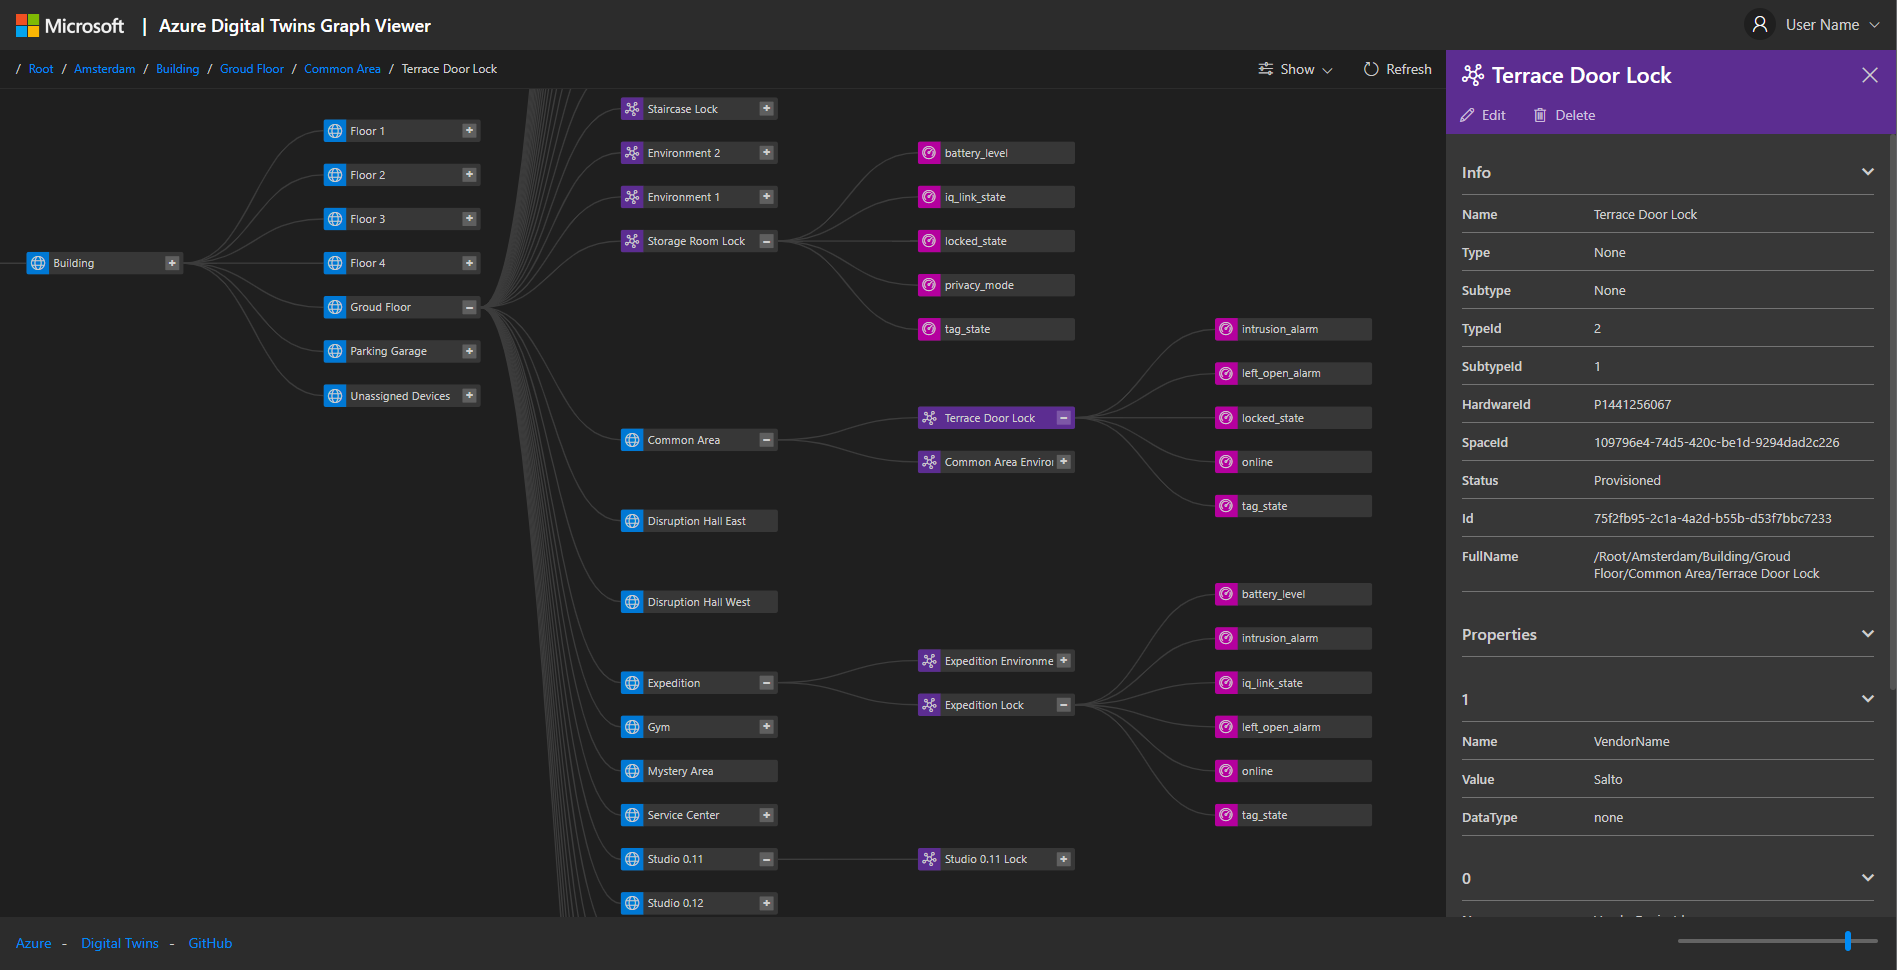 Microsoft | Azure Digital Twins Graph Viewer
User Name
/ Root / Amsterdam / Building / Groud Floor / Common Area / Terrace Door Lock
Show
Refresh
Building
Floor 1
Floor 2
Floor 3
Floor 4
Groud Floor
Parking Garage
Unassigned Devices
Staircase Lock
Environment 2
Environment 1
Storage Room Lock
Common Area
Disruption Hall East
Disruption Hall West
Expedition
Gym
Mystery Area
Service Center
Studio 0.11
Studio 0.12
battery_level
iq_link_state
locked_state
privacy_mode
tag_state
Terrace Door Lock
Common Area Enviro
Expedition Environme
Expedition Lock
Studio 0.11 Lock
intrusion_alarm
left_open_alarm
locked_state
online
tag_state
battery_level
intrusion_alarm
iq_link_state
left_open_alarm
online
tag_state
Terrace Door Lock
Edit
Delete
Info
Name Terrace Door Lock
Type None
Subtype None
TypeId 2
SubtypeId 1
HardwareId P1441256067
SpaceId 109796e4-74d5-420c-be1d-9294dad2c226
Status Provisioned
Id 75f2fb95-2c1a-4a2d-b55b-d53f7bbc7233
FullName /Root/Amsterdam/Building/Groud
Floor/Common Area/Terrace Door Lock
Properties
1
Name VendorName
Value Salto
DataType none
0
Azure - Digital Twins - GitHub